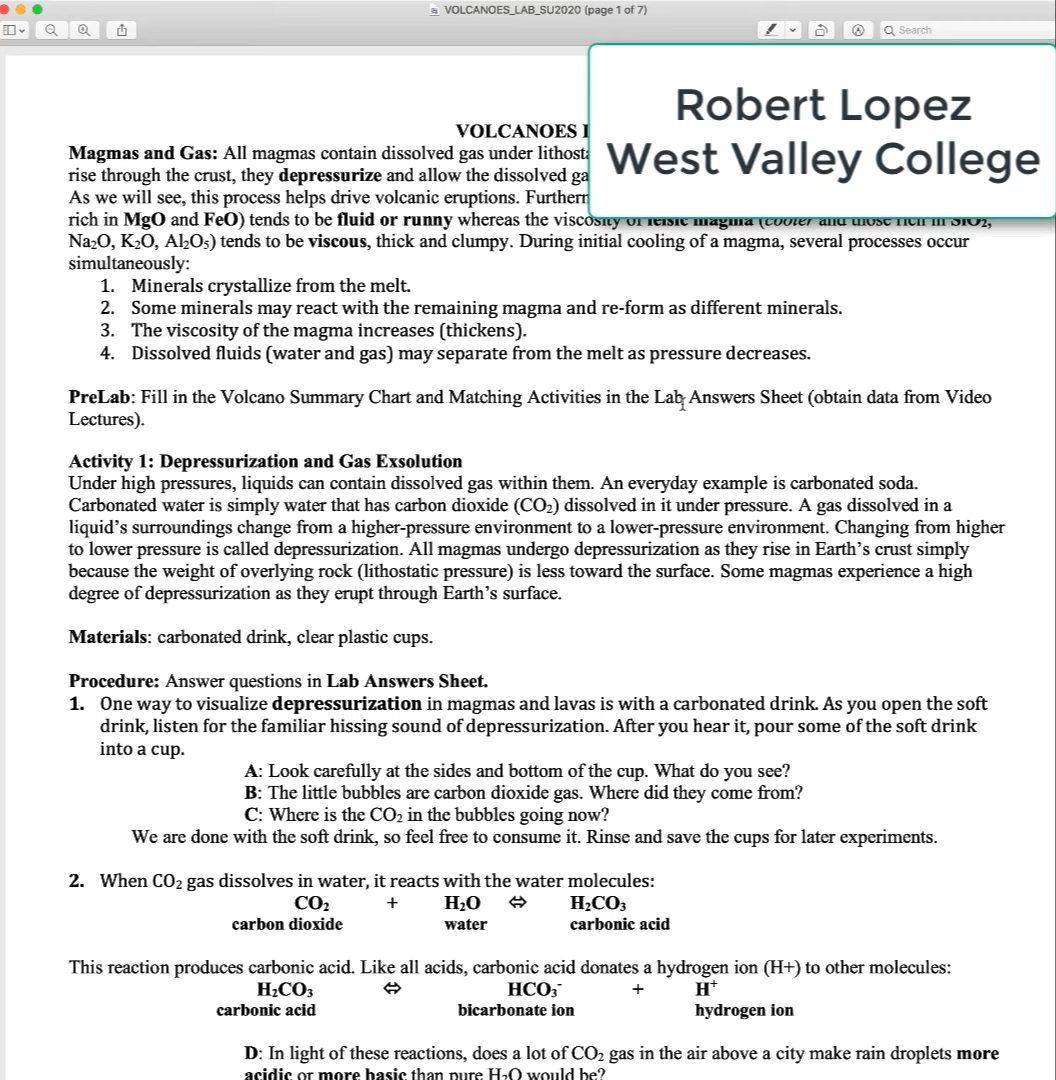 VOLCANOES_LAB_SU2020 (page 1 of 7)
Search
Robert Lopez
West Valley College
VOLCANOES
Magmas and Gas: All magmas contain dissolved gas under
rise through the crust, they depressurize and allow the dissolved
As we will see, this process helps drive volcanic eruptions.
rich in MgO and FeO) tends to be fluid or runny whereas the viscosity of felsic magma (cooler and those rich in SiO₂,
Na₂O, K₂O, Al₂O₅) tends to be viscous, thick and clumpy. During initial cooling of a magma, several processes occur
simultaneously:
1. Minerals crystallize from the melt.
2. Some minerals may react with the remaining magma and re-form as different minerals.
3. The viscosity of the magma increases (thickens).
4. Dissolved fluids (water and gas) may separate from the melt as pressure decreases.
PreLab: Fill in the Volcano Summary Chart and Matching Activities in the Lab Answers Sheet (obtain data from Video
Lectures).
Activity 1: Depressurization and Gas Exsolution
Under high pressures, liquids can contain dissolved gas within them. An everyday example is carbonated soda.
Carbonated water is simply water that has carbon dioxide (CO₂) dissolved in it under pressure. A gas dissolved in a
liquid's surroundings change from a higher-pressure environment to a lower-pressure environment. Changing from higher
to lower pressure is called depressurization. All magmas undergo depressurization as they rise in Earth's crust simply
because the weight of overlying rock (lithostatic pressure) is less toward the surface. Some magmas experience a high
degree of depressurization as they erupt through Earth's surface.
Materials: carbonated drink, clear plastic cups.
Procedure: Answer questions in Lab Answers Sheet.
1. One way to visualize depressurization in magmas and lavas is with a carbonated drink. As you open the soft
drink, listen for the familiar hissing sound of depressurization. After you hear it, pour some of the soft drink
into a cup.
A: Look carefully at the sides and bottom of the cup. What do you see?
B: The little bubbles are carbon dioxide gas. Where did they come from?
C: Where is the CO₂ in the bubbles going now?
We are done with the soft drink, so feel free to consume it. Rinse and save the cups for later experiments.
2. When CO₂ gas dissolves in water, it reacts with the water molecules:
CO₂ + H₂O ⇔ H₂CO₃
carbon dioxide water carbonic acid
This reaction produces carbonic acid. Like all acids, carbonic acid donates a hydrogen ion (H+) to other molecules:
H₂CO₃ ⇔ HCO₃⁻ + H⁺
carbonic acid bicarbonate ion hydrogen ion
D: In light of these reactions, does a lot of CO₂ gas in the air above a city make rain droplets more
acidic or more basic than pure H₂O would be?